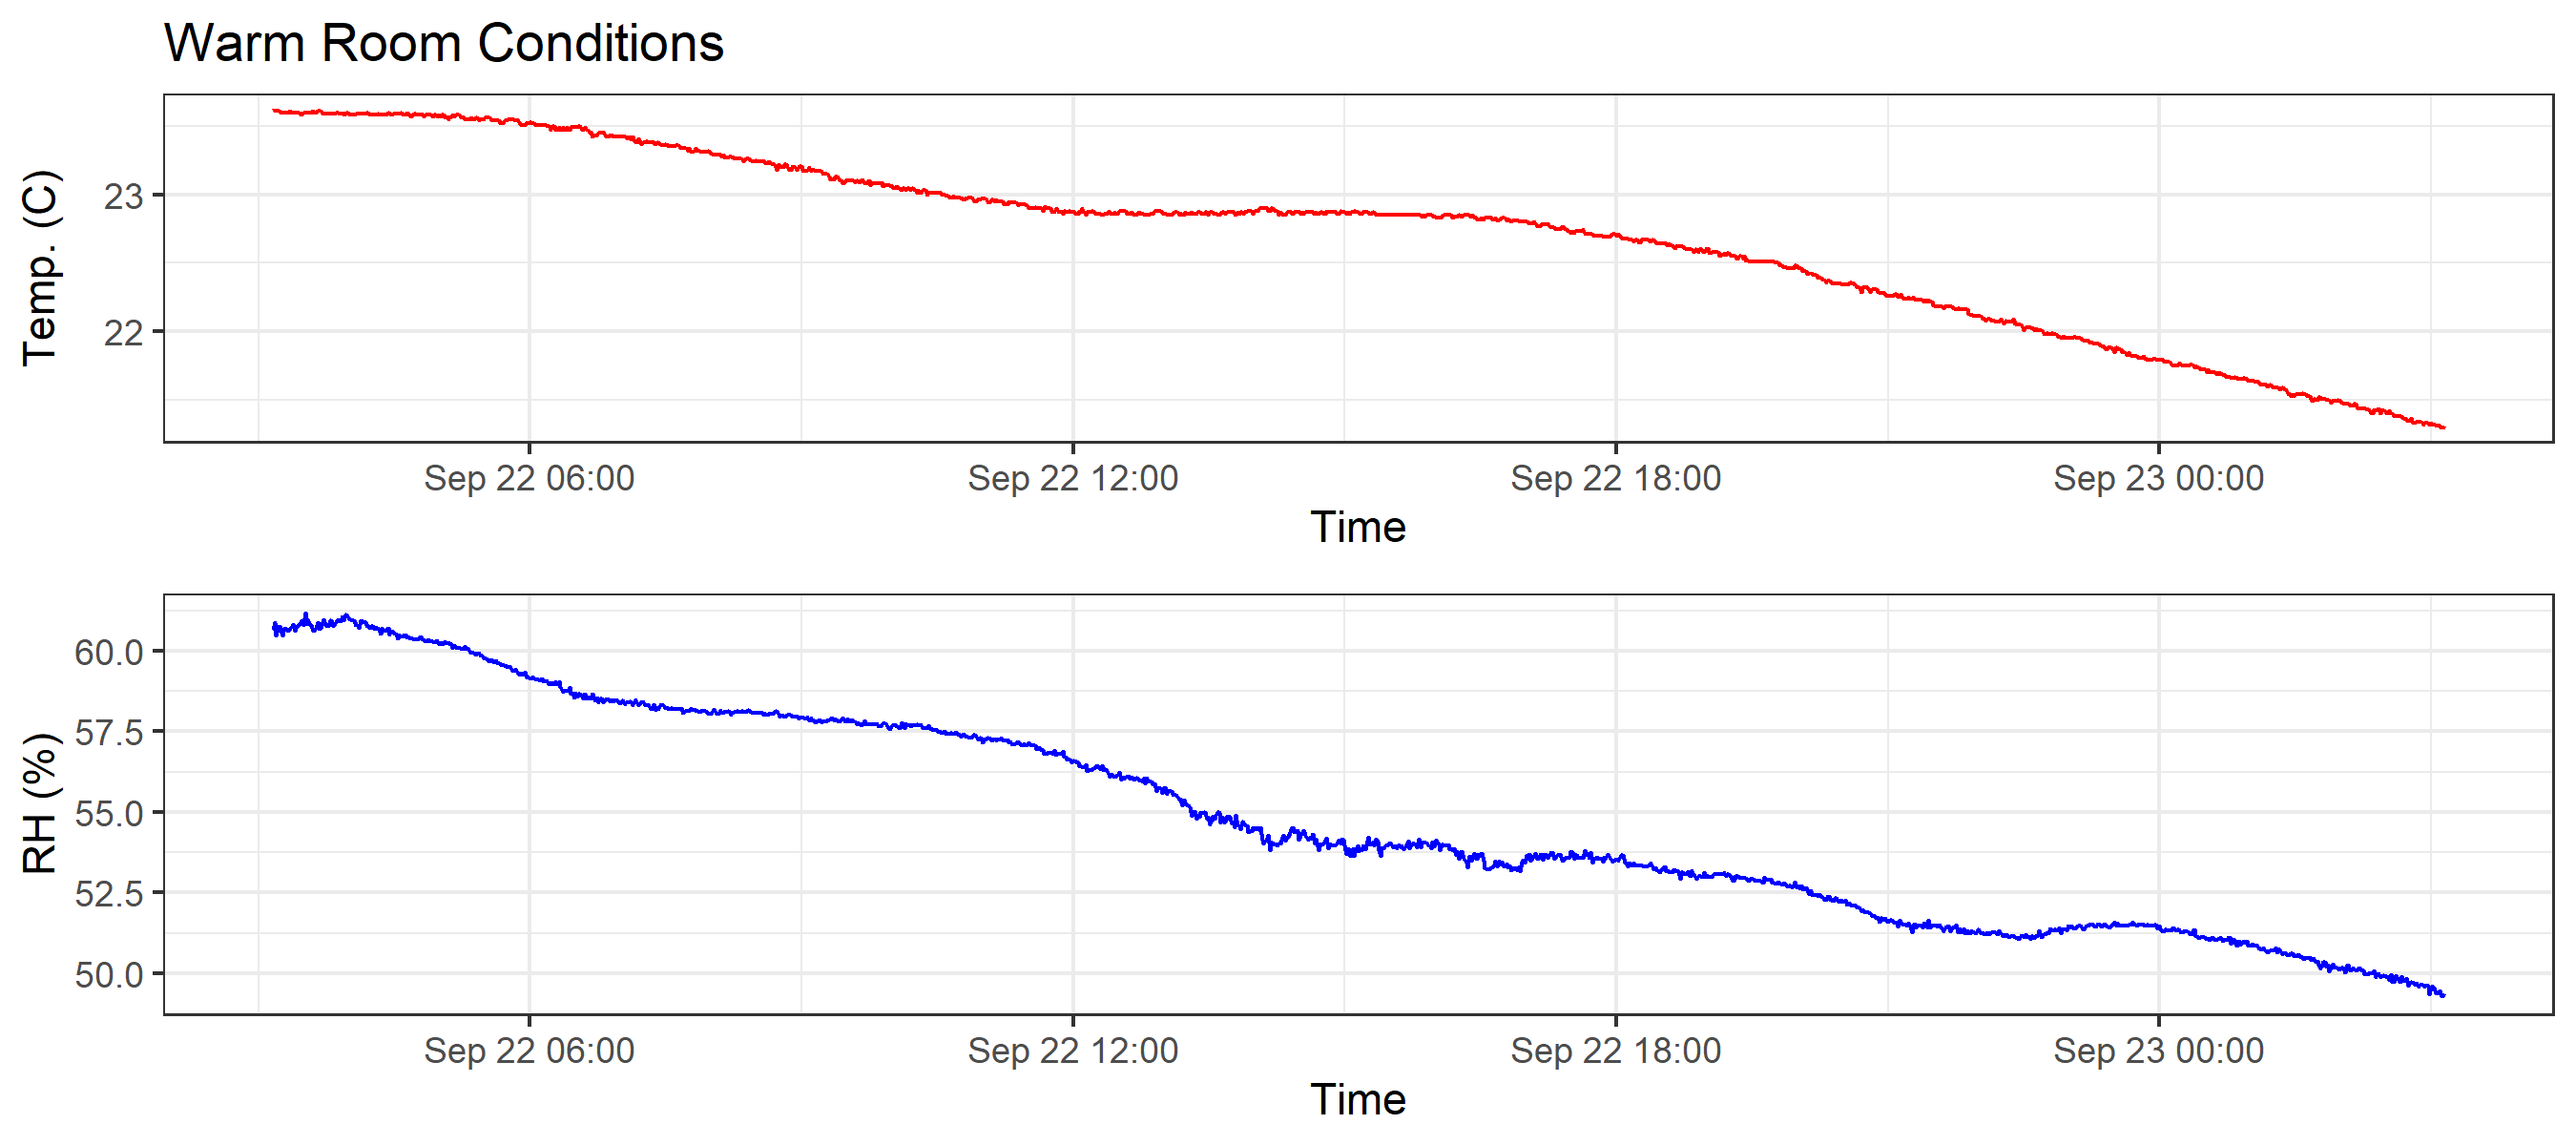 Warm Room Conditions
Temp. (C)
23
22
Sep 22 06:00 Sep 22 12:00 Sep 22 18:00 Sep 23 00:00
Time
RH (%)
60.0
57.5
55.0
52.5
50.0
Sep 22 06:00 Sep 22 12:00 Sep 22 18:00 Sep 23 00:00
Time